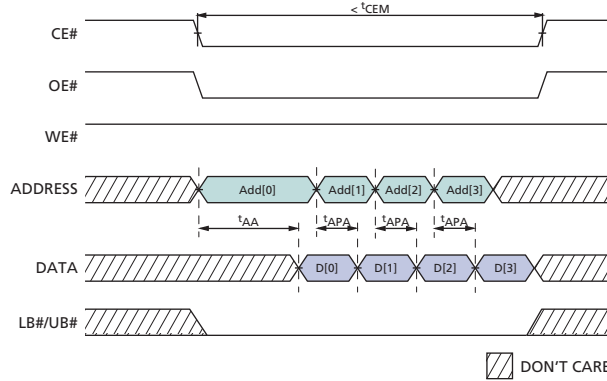 < tCEM
CE#
OE#
WE#
ADDRESS
Add[0] Add[1] Add[2] Add[3]
tAA tAPA tAPA tAPA
DATA
D[0] D[1] D[2] D[3]
LB#/UB#
DON'T CARE